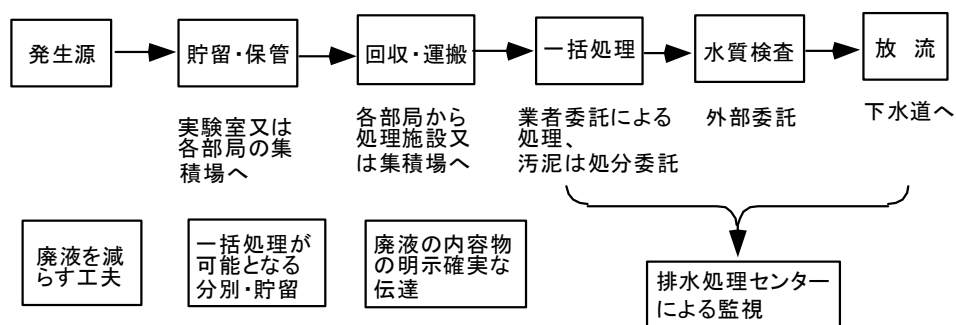 発生源
貯留・保管
回収・運搬
一括処理
水質検査
放 流
実験室又は
各部局の集
積場へ
各部局から
処理施設又
は集積場へ
業者委託による
処理、
汚泥は処分委託
外部委託
下水道へ
廃液を減
らす工夫
一括処理が
可能となる
分別・貯留
廃液の内容物
の明示確実な
伝達
排水処理センター
による監視